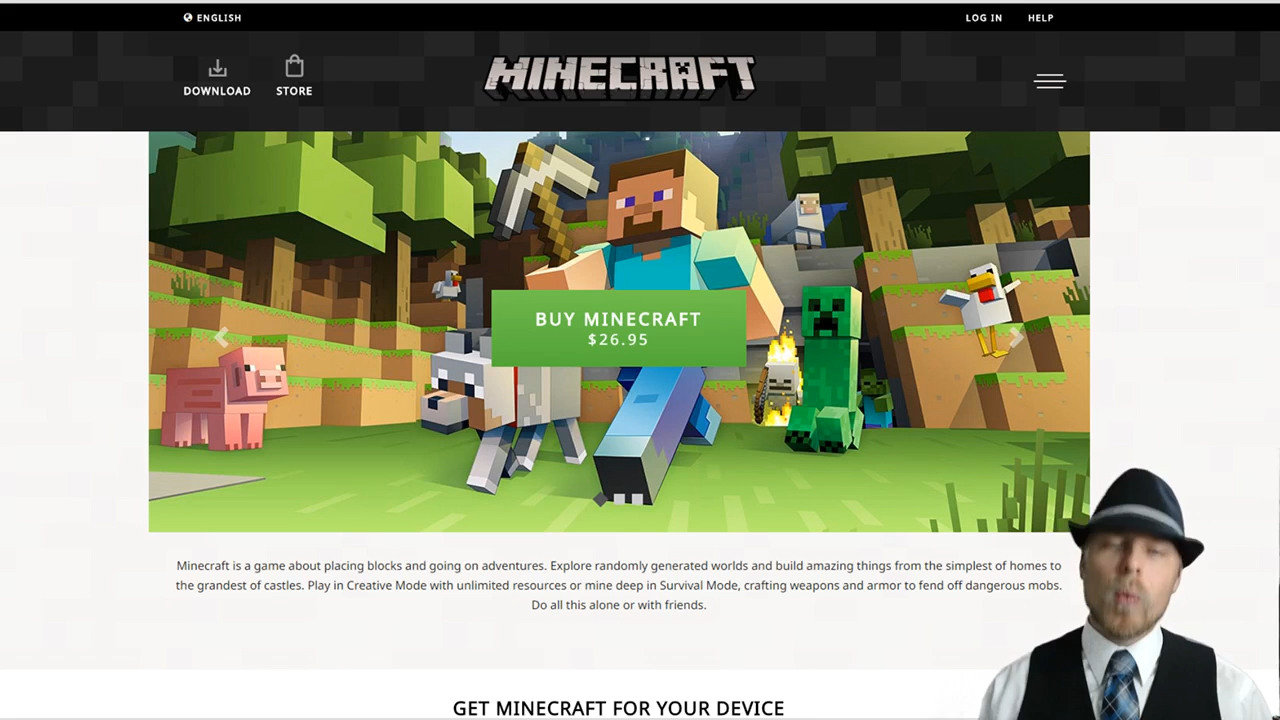 ENGLISH
LOG IN
HELP
DOWNLOAD
STORE
MINECRAFT
BUY MINECRAFT
$26.95
Minecraft is a game about placing blocks and going on adventures. Explore randomly generated worlds and build amazing things from the simplest of homes to
the grandest of castles. Play in Creative Mode with unlimited resources or mine deep in Survival Mode, crafting weapons and armor to fend off dangerous mobs.
Do all this alone or with friends.
GET MINECRAFT FOR YOUR DEVICE